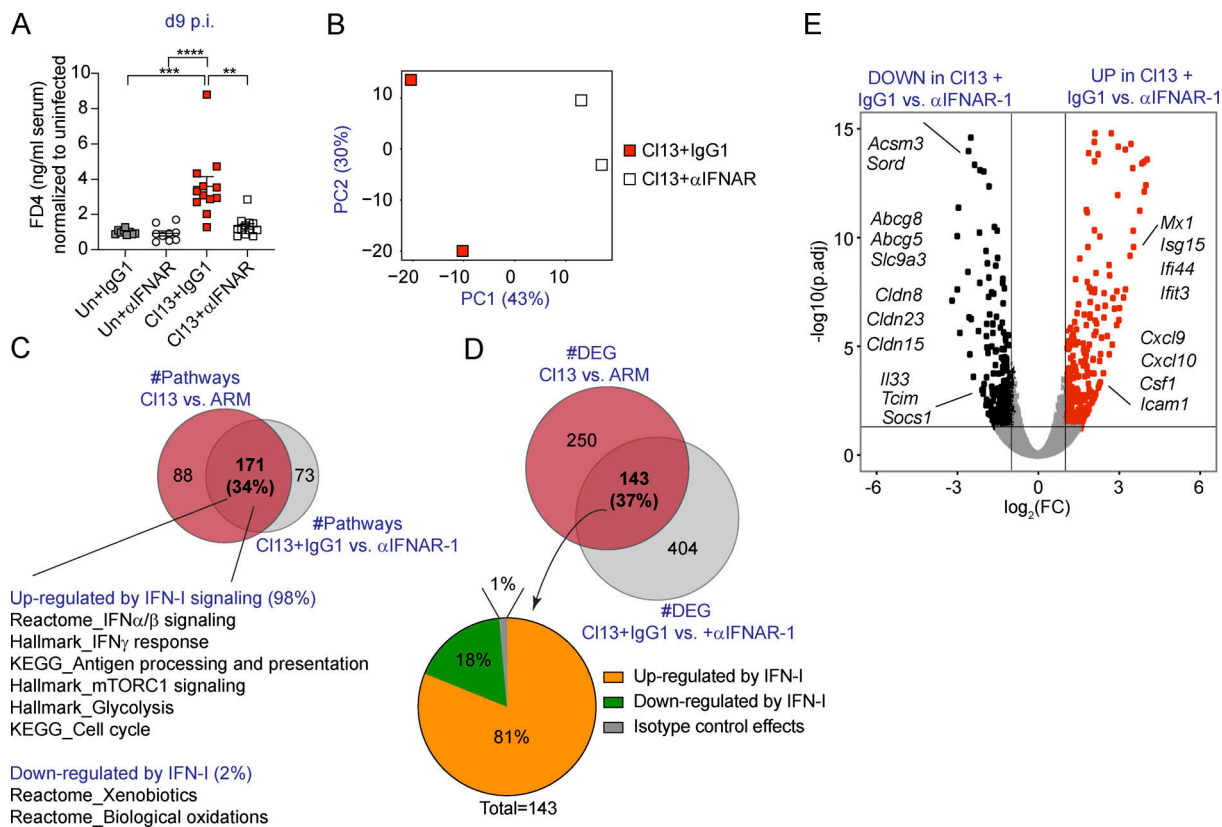 A
d9 p.i.
****
***
**
FD4 (ng/ml serum)
normalized to uninfected
10
8
6
4
2
0
Un+IgG1
Un+αIFNAR
Cl13+IgG1
Cl13+αIFNAR
B
PC2 (30%)
10
0
−10
−20
−20
−10
0
10
PC1 (43%)
Cl13+IgG1
Cl13+αIFNAR
C
#Pathways
Cl13 vs. ARM
88
171
(34%)
73
#Pathways
Cl13+IgG1 vs. αIFNAR-1
Up-regulated by IFN-I signaling (98%)
Reactome_IFNα/β signaling
Hallmark_IFNγ response
KEGG_Antigen processing and presentation
Hallmark_mTORC1 signaling
Hallmark_Glycolysis
KEGG_Cell cycle
Down-regulated by IFN-I (2%)
Reactome_Xenobiotics
Reactome_Biological oxidations
D
#DEG
Cl13 vs. ARM
250
143
(37%)
404
#DEG
Cl13+IgG1 vs. +αIFNAR-1
1%
18%
81%
Total=143
Up-regulated by IFN-I
Down-regulated by IFN-I
Isotype control effects
E
DOWN in Cl13 +
IgG1 vs. αIFNAR-1
UP in Cl13 +
IgG1 vs. αIFNAR-1
-log10(p.adj)
15
10
5
0
Acsm3
Sord
Abcg8
Abcg5
Slc9a3
Cldn8
Cldn23
Cldn15
Il33
Tcim
Socs1
Mx1
Isg15
Ifi44
Ifit3
Cxcl9
Cxcl10
Csf1
Icam1
-6
-3
0
3
6
log2(FC)